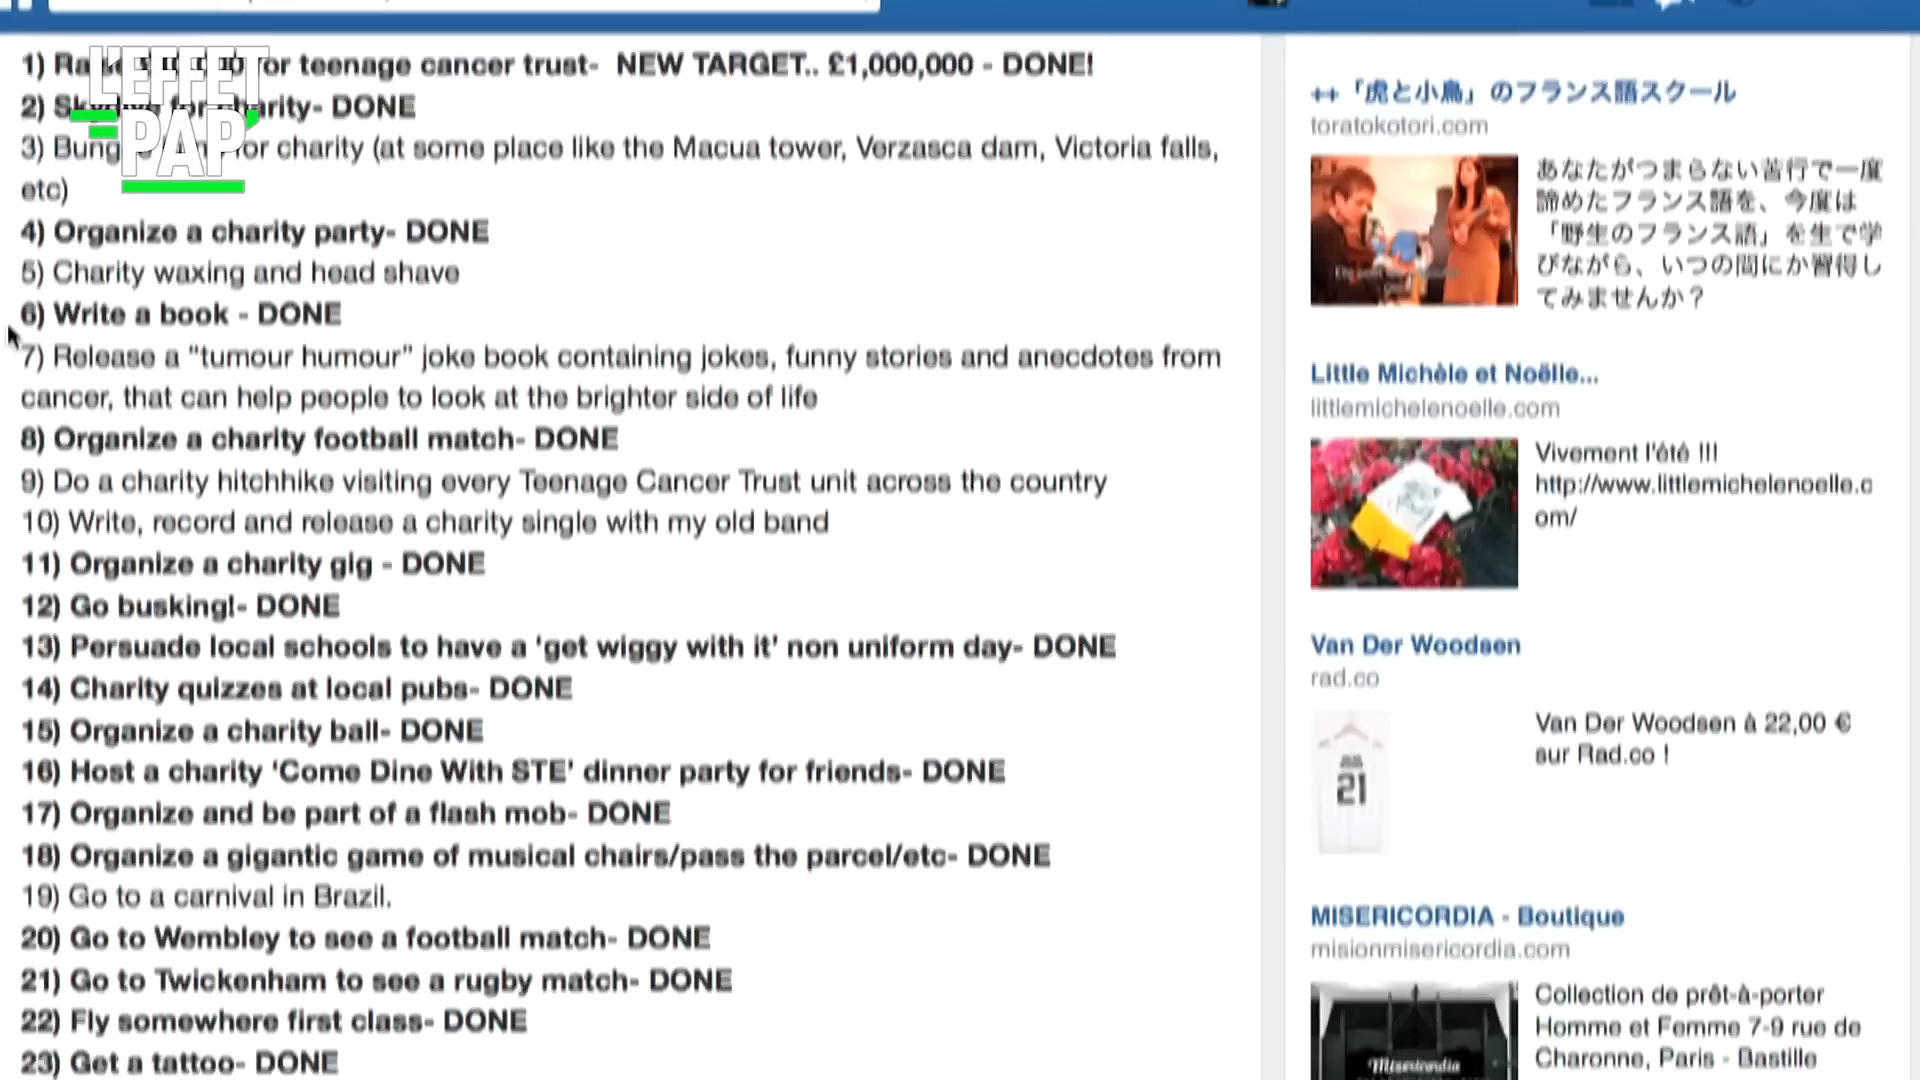 1) Ra for teenage cancer trust- NEW TARGET.. £1,000,000 - DONE!
2) Skydive for charity- DONE
3) Bung for charity (at some place like the Macua tower, Verzasca dam, Victoria falls,
etc)
4) Organize a charity party- DONE
5) Charity waxing and head shave
6) Write a book - DONE
7) Release a "tumour humour" joke book containing jokes, funny stories and anecdotes from
cancer, that can help people to look at the brighter side of life
8) Organize a charity football match- DONE
9) Do a charity hitchhike visiting every Teenage Cancer Trust unit across the country
10) Write, record and release a charity single with my old band
11) Organize a charity gig - DONE
12) Go busking!- DONE
13) Persuade local schools to have a 'get wiggy with it' non uniform day- DONE
14) Charity quizzes at local pubs- DONE
15) Organize a charity ball- DONE
16) Host a charity 'Come Dine With STE' dinner party for friends- DONE
17) Organize and be part of a flash mob- DONE
18) Organize a gigantic game of musical chairs/pass the parcel/etc- DONE
19) Go to a carnival in Brazil.
20) Go to Wembley to see a football match- DONE
21) Go to Twickenham to see a rugby match- DONE
22) Fly somewhere first class- DONE
23) Get a tattoo- DONE
L'EFFET
PAP
++「虎と小鳥」のフランス語スクール
toratokotori.com
あなたがつまらない苦行で一度
諦めたフランス語を、今度は
「野生のフランス語」を生で学
びながら、いつの間にか習得し
てみませんか？
Little Michèle et Noëlle...
littlemichelenoelle.com
Vivement l'été !!!
http://www.littlemichelenoelle.c
om/
Van Der Woodsen
rad.co
21
Van Der Woodsen à 22,00 €
sur Rad.co !
MISERICORDIA - Boutique
misionmisericordia.com
Misericordia
Collection de prêt-à-porter
Homme et Femme 7-9 rue de
Charonne, Paris - Bastille